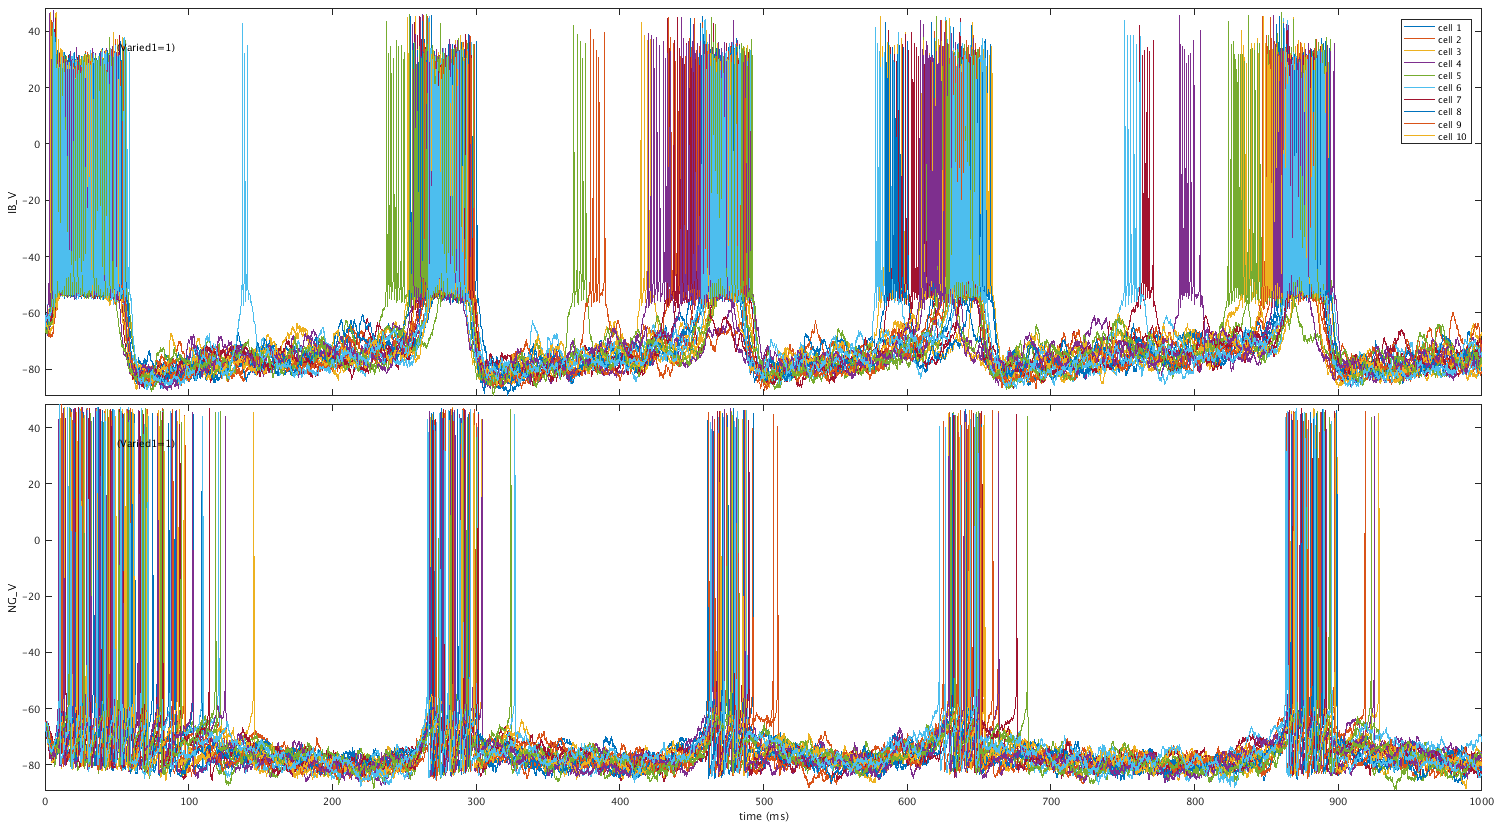 40
20
0
−20
−40
−60
−80
IB_V
(Varied1=1)
cell 1
cell 2
cell 3
cell 4
cell 5
cell 6
cell 7
cell 8
cell 9
cell 10
40
20
0
−20
−40
−60
−80
NG_V
(Varied1=1)
0 100 200 300 400 500 600 700 800 900 1000
time (ms)